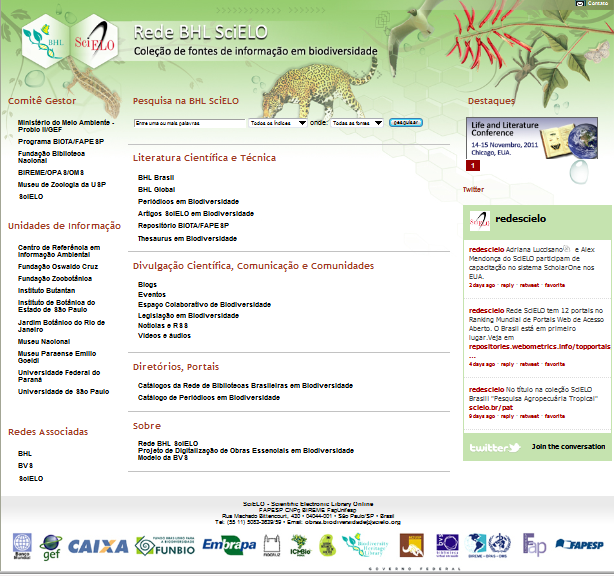 Contato
BHL
SciELO
Rede BHL SciELO
Coleção de fontes de informação em biodiversidade
Comitê Gestor
Ministério do Meio Ambiente -
Probio II/GEF
Programa BIOTA/FAPESP
Fundação Biblioteca
Nacional
BIREME/OPAS/OMS
Museu de Zoologia da USP
SciELO
Unidades de Informação
Centro de Referência em
Informação Ambiental
Fundação Oswaldo Cruz
Fundação Zoobotânica
Instituto Butantan
Instituto de Botânica do
Estado de São Paulo
Jardim Botânico do Rio de
Janeiro
Museu Nacional
Museu Paraense Emílio
Goeldi
Universidade Federal do
Paraná
Universidade de São Paulo
Redes Associadas
BHL
BVS
SciELO
Pesquisa na BHL SciELO
Entre uma ou mais palavras
Todos os índices
onde:
Todas as fontes
pesquisar
Literatura Científica e Técnica
BHL Brasil
BHL Global
Periódicos em Biodiversidade
Artigos SciELO em Biodiversidade
Repositório BIOTA/FAPESP
Thesaurus em Biodiversidade
Divulgação Científica, Comunicação e Comunidades
Blogs
Eventos
Espaço Colaborativo de Biodiversidade
Legislação em Biodiversidade
Notícias e RSS
Vídeos e áudios
Diretórios, Portais
Catálogos da Rede de Bibliotecas Brasileiras em Biodiversidade
Catálogo de Periódicos em Biodiversidade
Sobre
Rede BHL SciELO
Projeto de Digitalização de Obras Essenciais em Biodiversidade
Modelo da BVS
Destaques
Life and Literature
Conference
14-15 Novembro, 2011
Chicago, EUA.
1
Twitter
SciELO
redescielo
redescielo Adriana Luccisano e Alex
Mendonça do SciELO participam de
capacitação no sistema ScholarOne nos
EUA.
2 days ago · reply · retweet · favorite
redescielo Rede SciELO tem 12 portais no
Ranking Mundial de Portais Web de Acesso
Aberto. O Brasil está em primeiro
lugar.Veja em
repositories.webometrics.info/topportals
...
4 days ago · reply · retweet · favorite
redescielo No título na coleção SciELO
Brasil! "Pesquisa Agropecuária Tropical"
scielo.br/pat
9 days ago · reply · retweet · favorite
twitter
Join the conversation
SciELO - Scientific Electronic Library Online
FAPESP CNPq BIREME FapUnifesp
Rua Machado Bittencourt, 430 • 04044-001 • São Paulo/SP • Brasil
Tel: (55 11) 5083-3639/59 • Email: obras.biodiversidade@scielo.org
Banco
Mundial
gef
CAIXA
FUNBIO
Embrapa
FIOCRUZ
Biodiversity
Heritage Library
BIREME • OPAS • OMS
Fap
FAPESP
GOVERNO FEDERAL